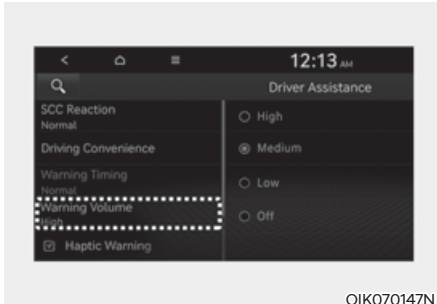 12:13 AM
Driver Assistance
SCC Reaction
Normal
Driving Convenience
Warning Timing
Normal
Warning Volume
High
Haptic Warning
High
Medium
Low
Off
OIK070147N